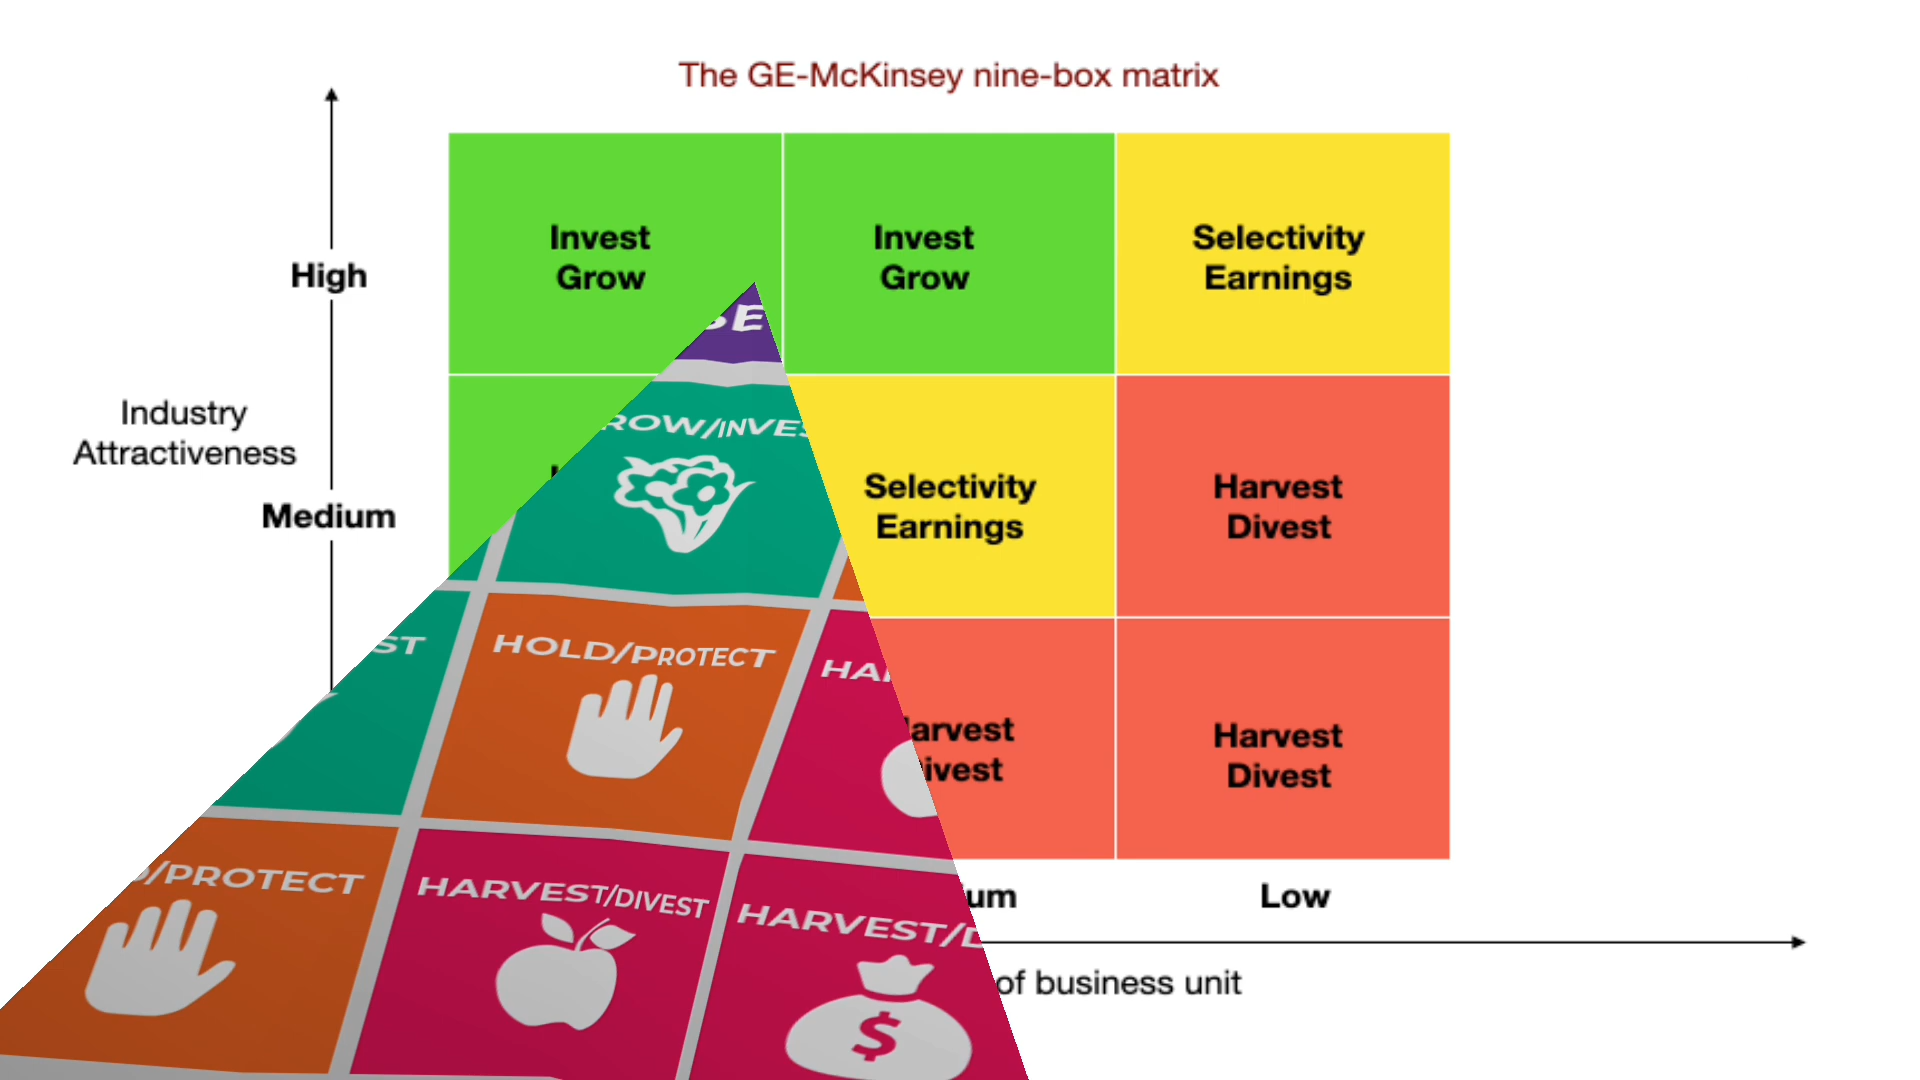 The GE-McKinsey nine-box matrix
Invest
Grow
Invest
Grow
Selectivity
Earnings
High
Industry
Attractiveness
Medium
Selectivity
Earnings
Harvest
Divest
HOLD/PROTECT
Harvest
Divest
/PROTECT
HARVEST/DIVEST
HARVEST/D
Low
of business unit
$